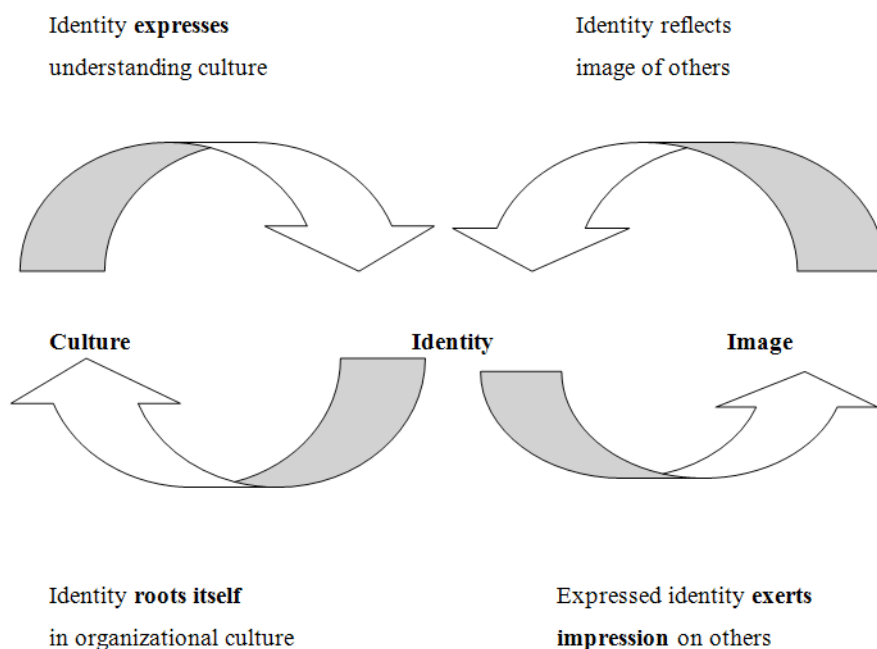 Identity expresses
understanding culture
Identity reflects
image of others
Culture
Identity
Image
Identity roots itself
in organizational culture
Expressed identity exerts
impression on others